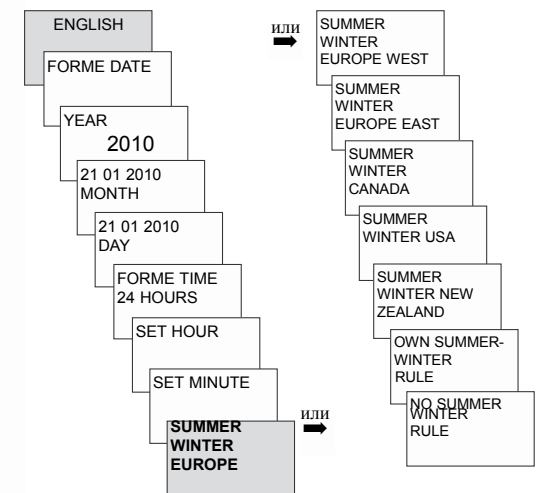 ENGLISH
FORME DATE
YEAR
2010
21 01 2010
MONTH
21 01 2010
DAY
FORME TIME
24 HOURS
SET HOUR
SET MINUTE
SUMMER
WINTER
EUROPE
или
SUMMER
WINTER
EUROPE WEST
SUMMER
WINTER
EUROPE EAST
SUMMER
WINTER
CANADA
SUMMER
WINTER USA
SUMMER
WINTER NEW
ZEALAND
OWN SUMMER-
WINTER
RULE
или
NO SUMMER
WINTER
RULE